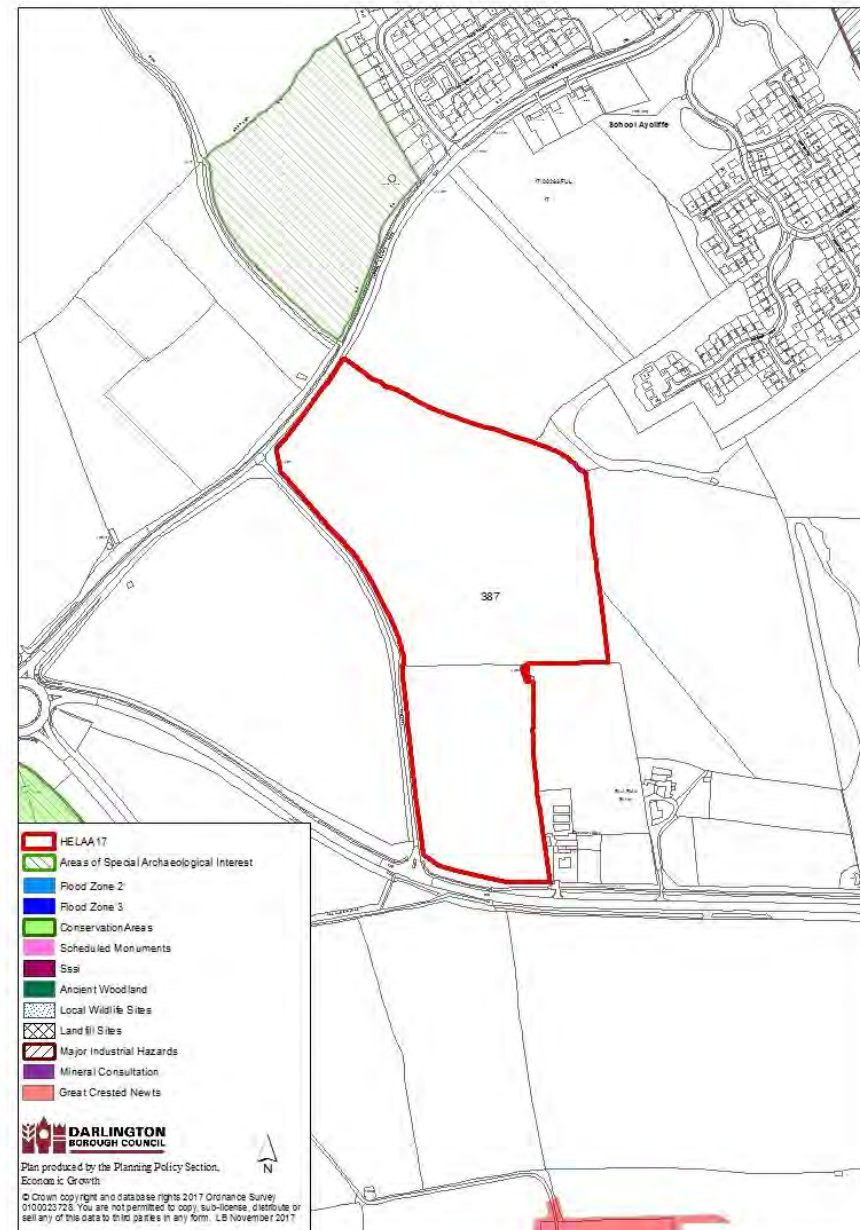 School Aycliffe
387
HELAA17
Areas of Special Archaeological Interest
Flood Zone 2
Flood Zone 3
Conservation Areas
Scheduled Monuments
Sssi
Ancient Woodland
Local Wildlife Sites
Landfill Sites
Major Industrial Hazards
Mineral Consultation
Great Crested Newts
DARLINGTON
BOROUGH COUNCIL
N
Plan produced by the Planning Policy Section,
Economic Growth
© Crown copyright and database rights 2017 Ordnance Survey
0100023728. You are not permitted to copy, sub-license, distribute or
sell any of this data to third parties in any form. LB November 2017